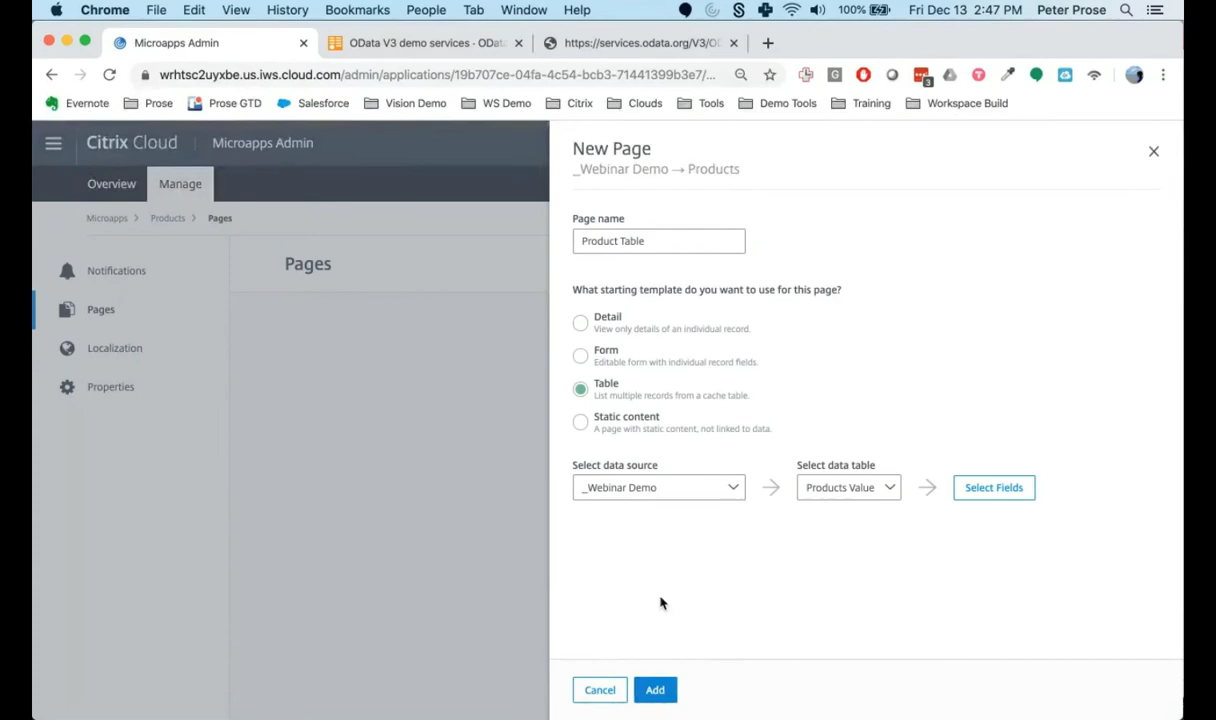 Chrome File Edit View History Bookmarks People Tab Window Help 100% Fri Dec 13 2:47 PM Peter Prose
Microapps Admin OData V3 demo services - OData https://services.odata.org/V3/OD
wrhtsc2uyxbe.us.iws.cloud.com/admin/applications/19b707ce-04fa-4c54-bcb3-71441399b3e7/...
Evernote Prose Prose GTD Salesforce Vision Demo WS Demo Citrix Clouds Tools Demo Tools Training Workspace Build
Citrix Cloud Microapps Admin
Overview Manage
Microapps Products Pages
Notifications
Pages
Localization
Properties
Pages
New Page
_Webinar Demo → Products
Page name
Product Table
What starting template do you want to use for this page?
Detail
View only details of an individual record.
Form
Editable form with individual record fields.
Table
List multiple records from a cache table.
Static content
A page with static content, not linked to data.
Select data source Select data table
_Webinar Demo Products Value Select Fields
Cancel Add